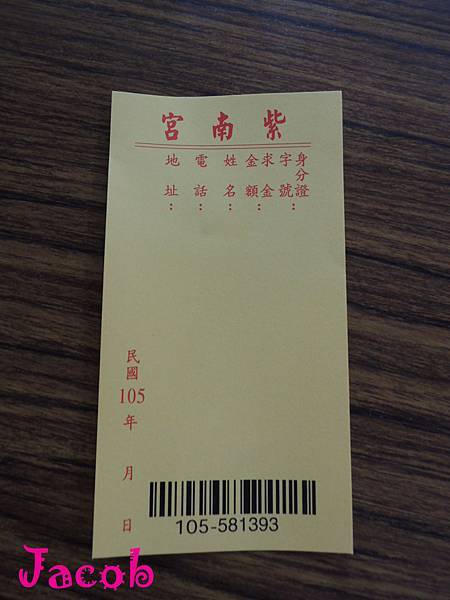 紫南宮
身分證字號：
求金金額：
姓名：
電話：
地址：
民國105年 月 日
105-581393
Jacob